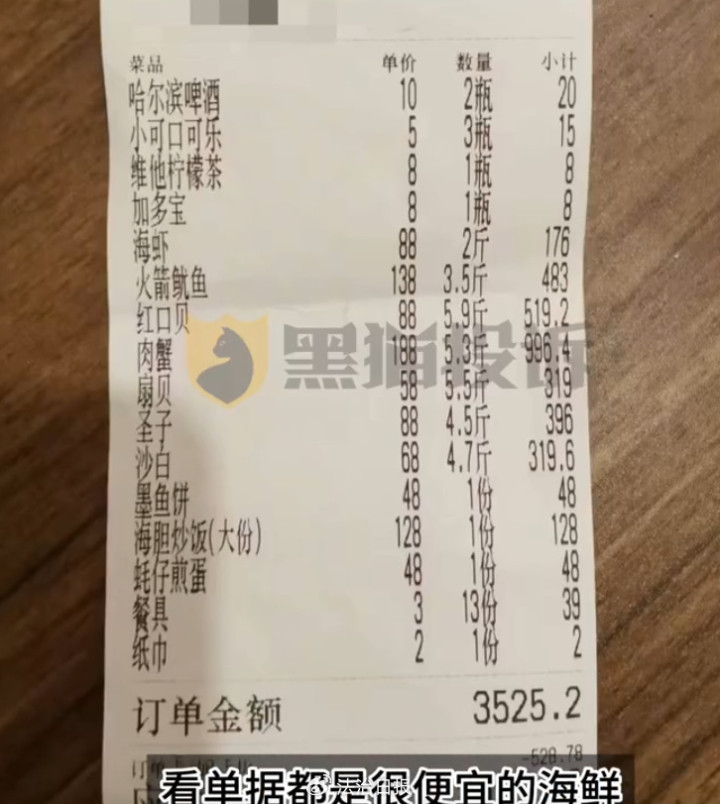 菜品 单价 数量 小计
哈尔滨啤酒 10 2瓶 20
小可口可乐 5 3瓶 15
维他柠檬茶 8 1瓶 8
加多宝 8 1瓶 8
海虾 88 2斤 176
火箭鱿鱼 138 3.5斤 483
红口贝 88 5.9斤 519.2
肉蟹 188 5.3斤 996.4
扇贝 58 5.5斤 319
圣子 88 4.5斤 396
沙白 68 4.7斤 319.6
墨鱼饼 48 1份 48
海胆炒饭(大份) 128 1份 128
蚝仔煎蛋 48 1份 48
餐具 3 13份 39
纸巾 2 1份 2
黑猫投诉
订单金额 3525.2
-528.78
看单据都是很便宜的海鲜
@法治日报